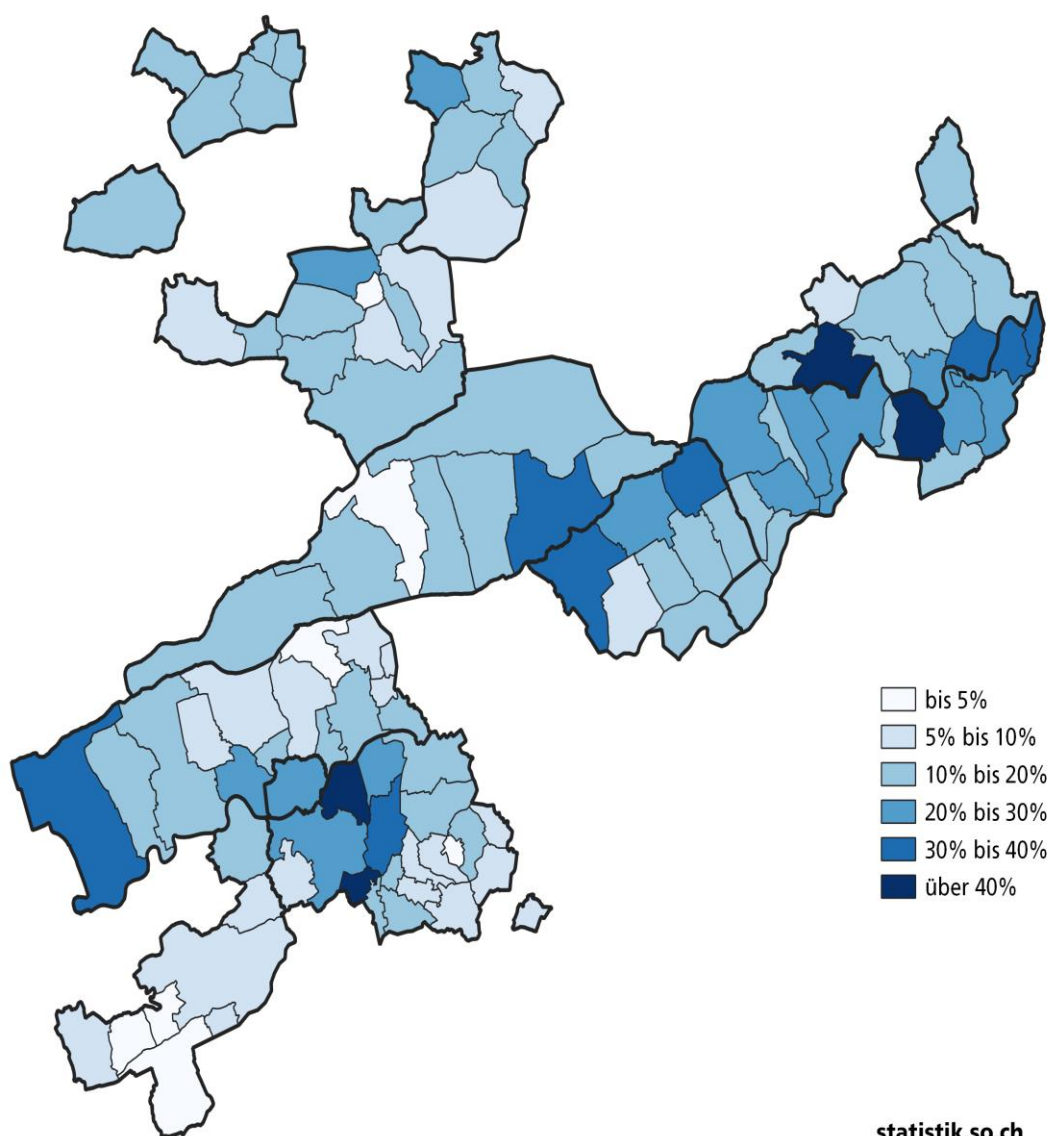 bis 5%
5% bis 10%
10% bis 20%
20% bis 30%
30% bis 40%
über 40%
statistik.so.ch